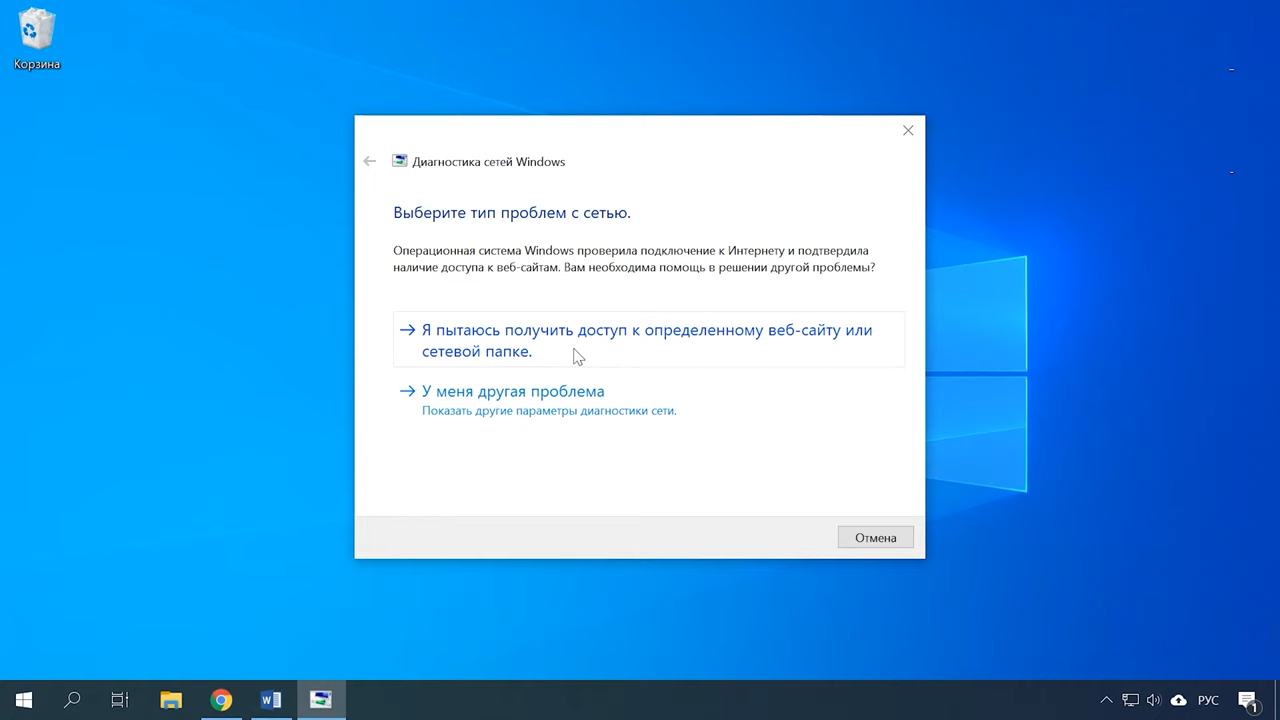 Корзина
Диагностика сетей Windows
Выберите тип проблем с сетью.
Операционная система Windows проверила подключение к Интернету и подтвердила
наличие доступа к веб-сайтам. Вам необходима помощь в решении другой проблемы?
Я пытаюсь получить доступ к определенному веб-сайту или
сетевой папке.
У меня другая проблема
Показать другие параметры диагностики сети.
Отмена
РУС
1